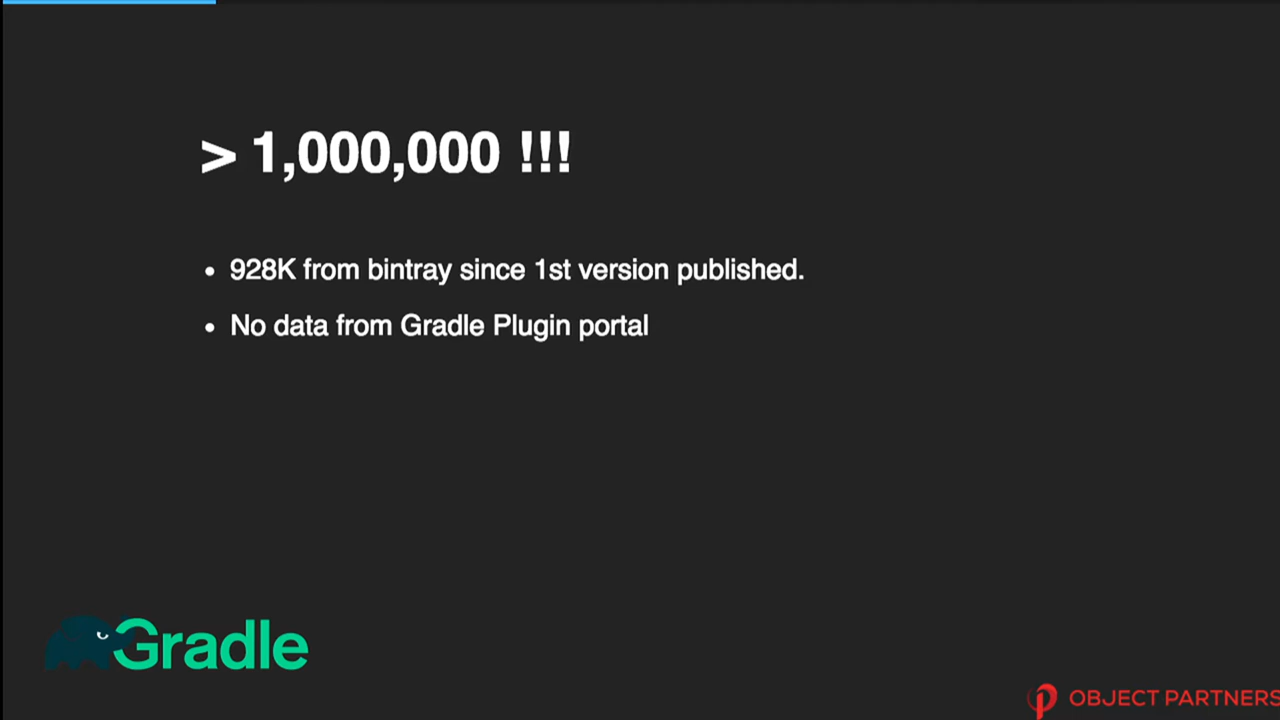 > 1,000,000 !!!
• 928K from bintray since 1st version published.
• No data from Gradle Plugin portal
Gradle
OBJECT PARTNERS